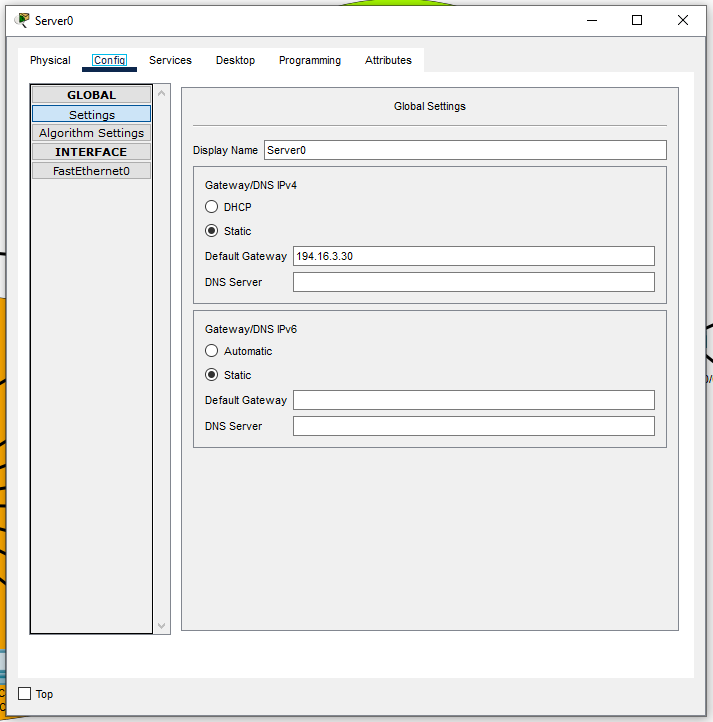 Server0
Physical Config Services Desktop Programming Attributes
GLOBAL
Settings
Algorithm Settings
INTERFACE
FastEthernet0
Global Settings
Display Name Server0
Gateway/DNS IPv4
DHCP
Static
Default Gateway 194.16.3.30
DNS Server
Gateway/DNS IPv6
Automatic
Static
Default Gateway
DNS Server
Top